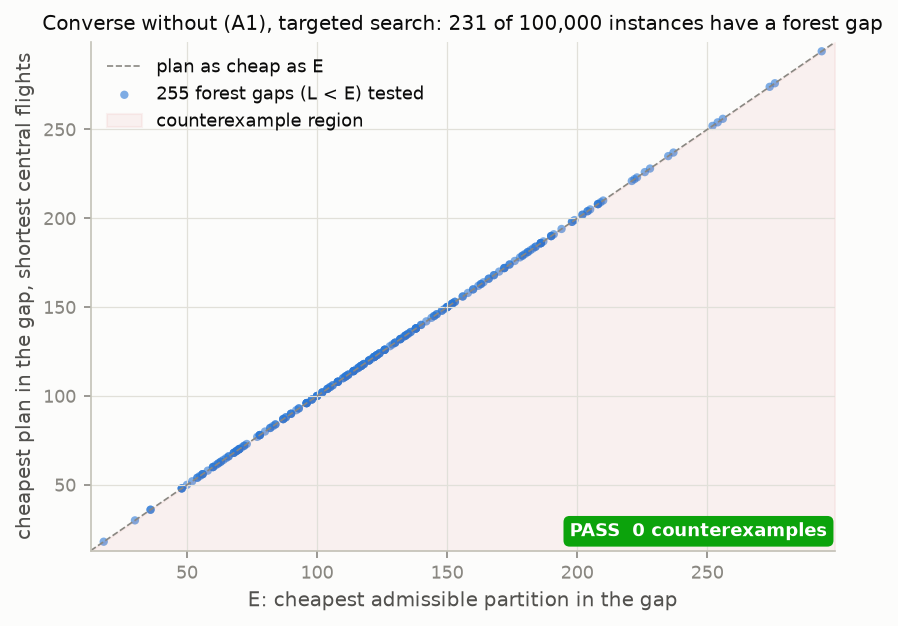 Converse without (A1), targeted search: 231 of 100,000 instances have a forest gap
plan as cheap as E
255 forest gaps (L < E) tested
counterexample region
cheapest plan in the gap, shortest central flights
250
200
150
100
50
PASS  0 counterexamples
50
100
150
200
250
E: cheapest admissible partition in the gap